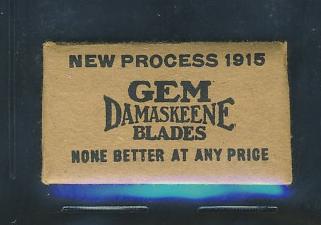 NEW PROCESS 1915
GEM
DAMASKEENE
BLADES
NONE BETTER AT ANY PRICE